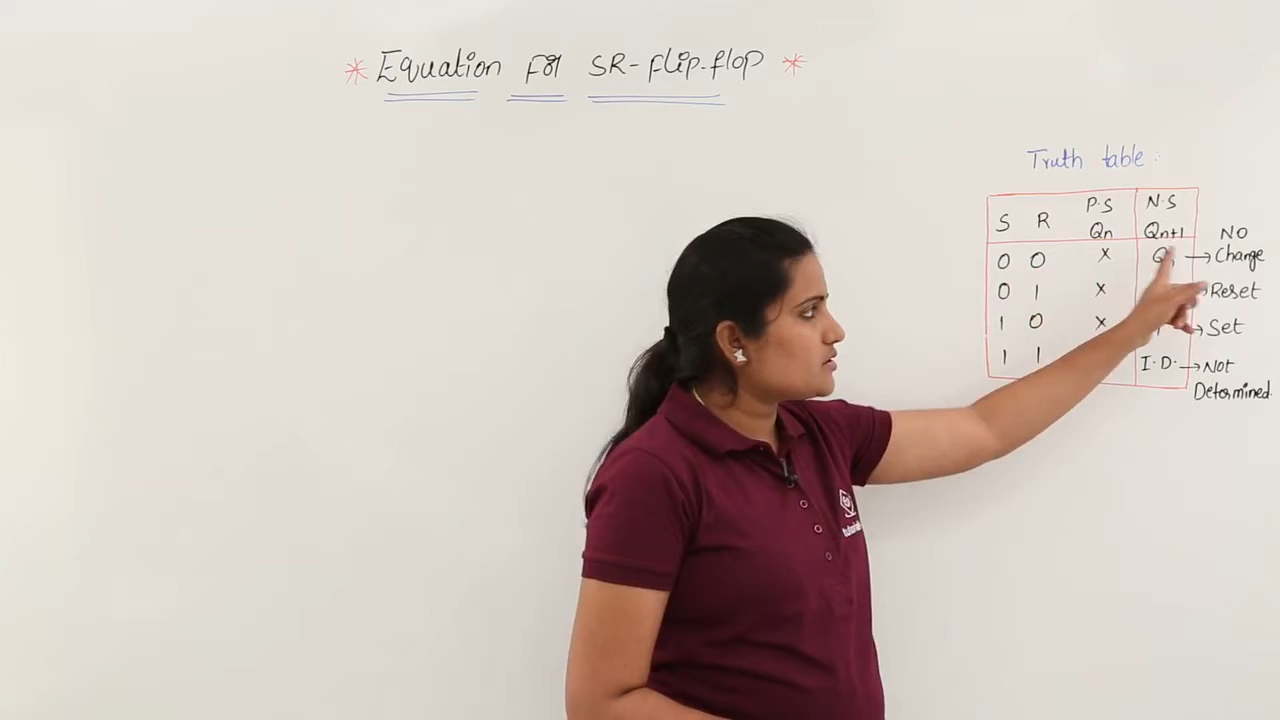 * Equation for SR-flip-flop *
Truth table :
S R P.S Qn N.S Qn+1
0 0 x → NO Change
0 1 x → Reset
1 0 x 1 → Set
1 1 I.D. → Not Determined.